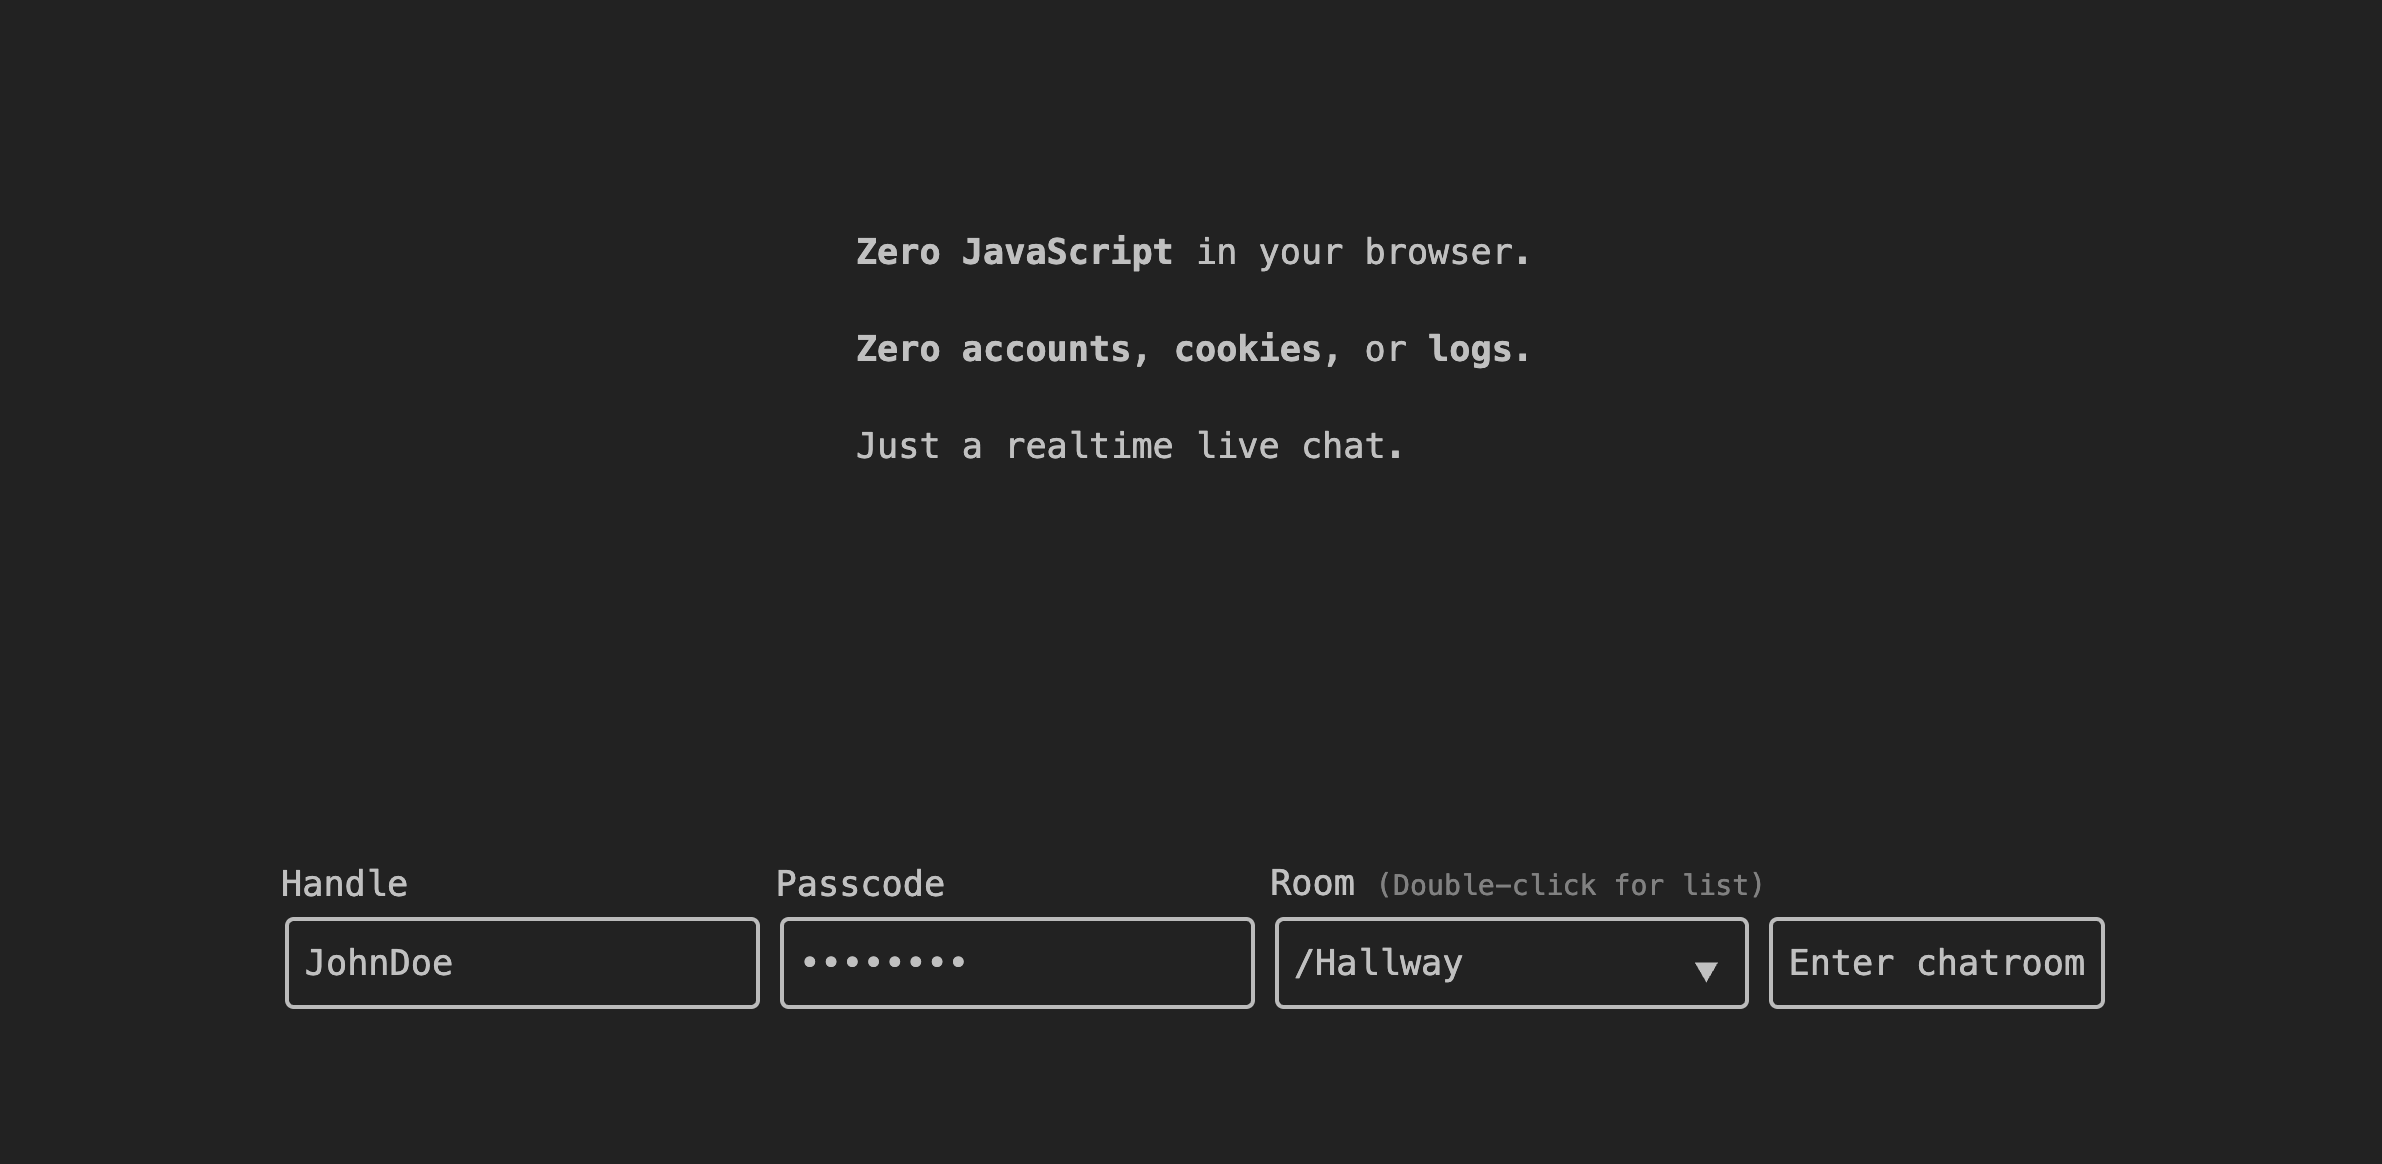 Zero JavaScript in your browser.
Zero accounts, cookies, or logs.
Just a realtime live chat.
Handle
Passcode
Room (Double-click for list)
JohnDoe
••••••••
/Hallway
Enter chatroom